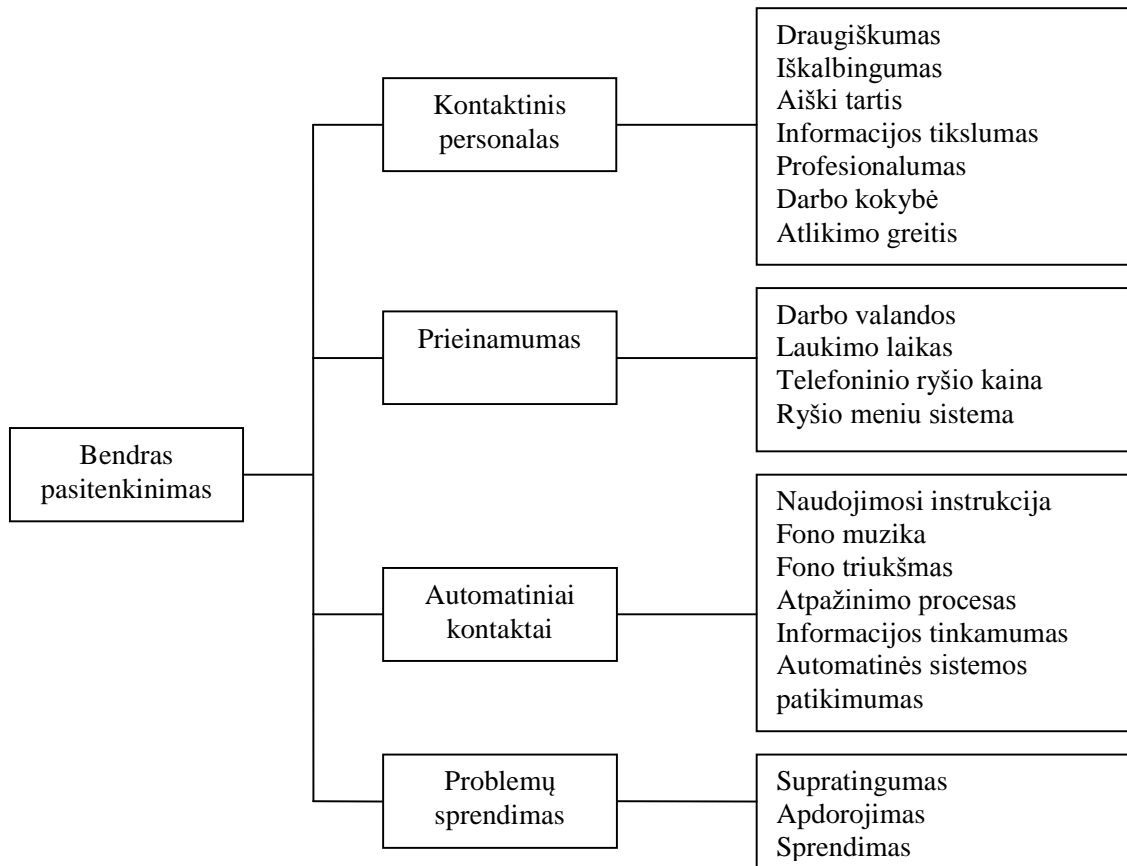 Bendras
pasitenkinimas
Kontaktinis
personalas
Draugiškumas
Iškalbingumas
Aiški tartis
Informacijos tikslumas
Profesionalumas
Darbo kokybė
Atlikimo greitis
Prieinamumas
Darbo valandos
Laukimo laikas
Telefoninio ryšio kaina
Ryšio meniu sistema
Automatiniai
kontaktai
Naudojimosi instrukcija
Fono muzika
Fono triukšmas
Atpažinimo procesas
Informacijos tinkamumas
Automatinės sistemos
patikimumas
Problemų
sprendimas
Supratingumas
Apdorojimas
Sprendimas